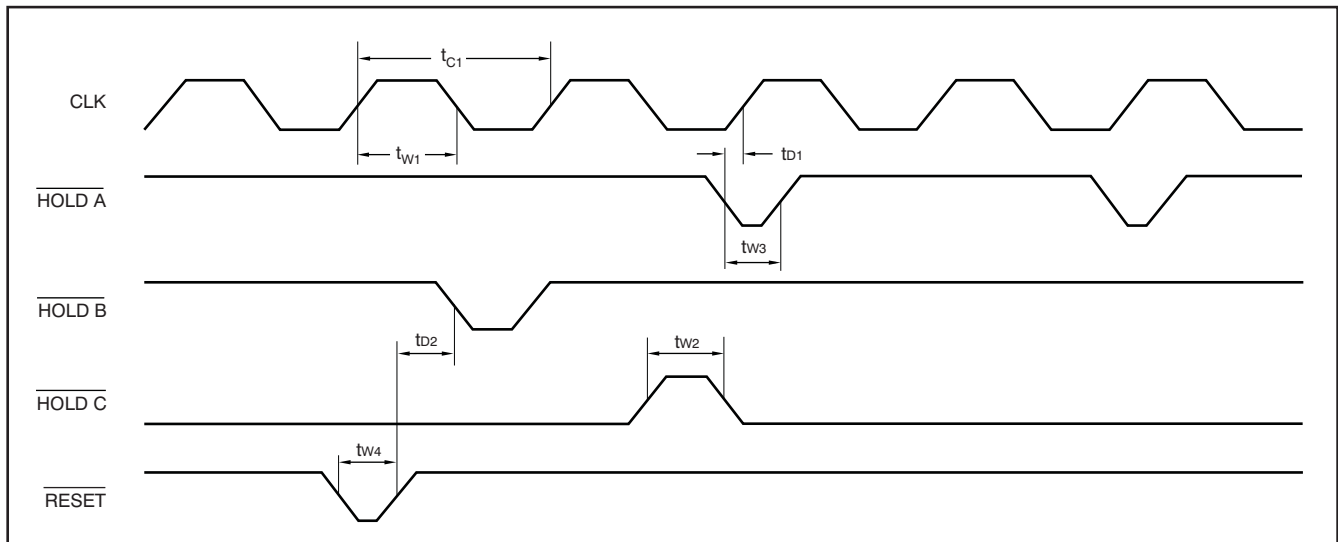 tC1
CLK
tW1
tD1
HOLD A
tW3
HOLD B
tD2
tW2
HOLD C
tW4
RESET